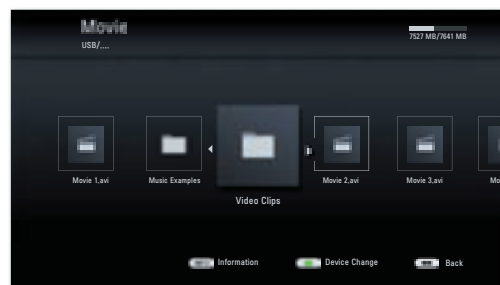 Movie
USB/....
7527 MB/7641 MB
Movie 1,avi
Music Examples
Video Clips
Movie 2,avi
Movie 3,avi
Mo
Information
Device Change
Back